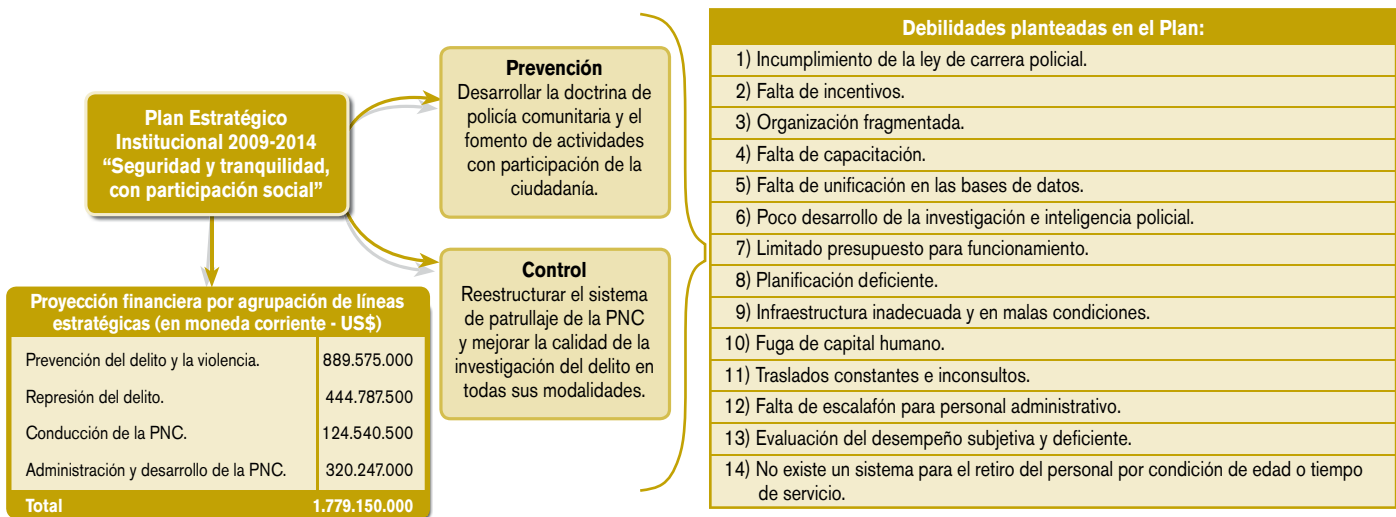 Plan Estratégico
Institucional 2009-2014
“Seguridad y tranquilidad,
con participación social”
Prevención
Desarrollar la doctrina de
policía comunitaria y el
fomento de actividades
con participación de la
ciudadanía.
Control
Reestructurar el sistema
de patrullaje de la PNC
y mejorar la calidad de la
investigación del delito en
todas sus modalidades.
Proyección financiera por agrupación de líneas
estratégicas (en moneda corriente - US$)
Prevención del delito y la violencia. 889.575.000
Represión del delito. 444.787.500
Conducción de la PNC. 124.540.500
Administración y desarrollo de la PNC. 320.247.000
Total 1.779.150.000
Debilidades planteadas en el Plan:
1) Incumplimiento de la ley de carrera policial.
2) Falta de incentivos.
3) Organización fragmentada.
4) Falta de capacitación.
5) Falta de unificación en las bases de datos.
6) Poco desarrollo de la investigación e inteligencia policial.
7) Limitado presupuesto para funcionamiento.
8) Planificación deficiente.
9) Infraestructura inadecuada y en malas condiciones.
10) Fuga de capital humano.
11) Traslados constantes e inconsultos.
12) Falta de escalafón para personal administrativo.
13) Evaluación del desempeño subjetiva y deficiente.
14) No existe un sistema para el retiro del personal por condición de edad o tiempo
de servicio.